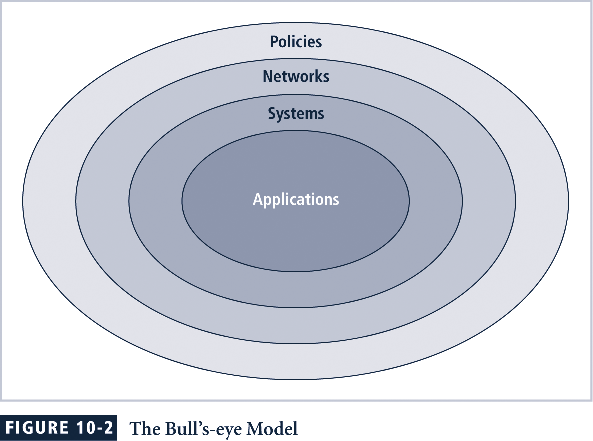 Policies
Networks
Systems
Applications
FIGURE 10-2 The Bull's-eye Model